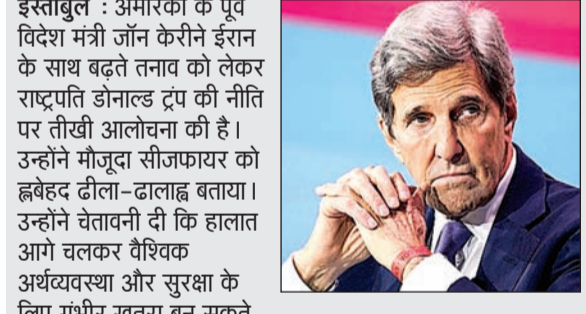 इस्तांबुल : अमेरिका के पूर्व
विदेश मंत्री जॉन केरीने ईरान
के साथ बढ़ते तनाव को लेकर
राष्ट्रपति डोनाल्ड ट्रंप की नीति
पर तीखी आलोचना की है।
उन्होंने मौजूदा सीजफायर को
ह्लबेहद ढीला-ढालाह्व बताया।
उन्होंने चेतावनी दी कि हालात
आगे चलकर वैश्विक
अर्थव्यवस्था और सुरक्षा के
लिए गंभीर खतरा बन सकते